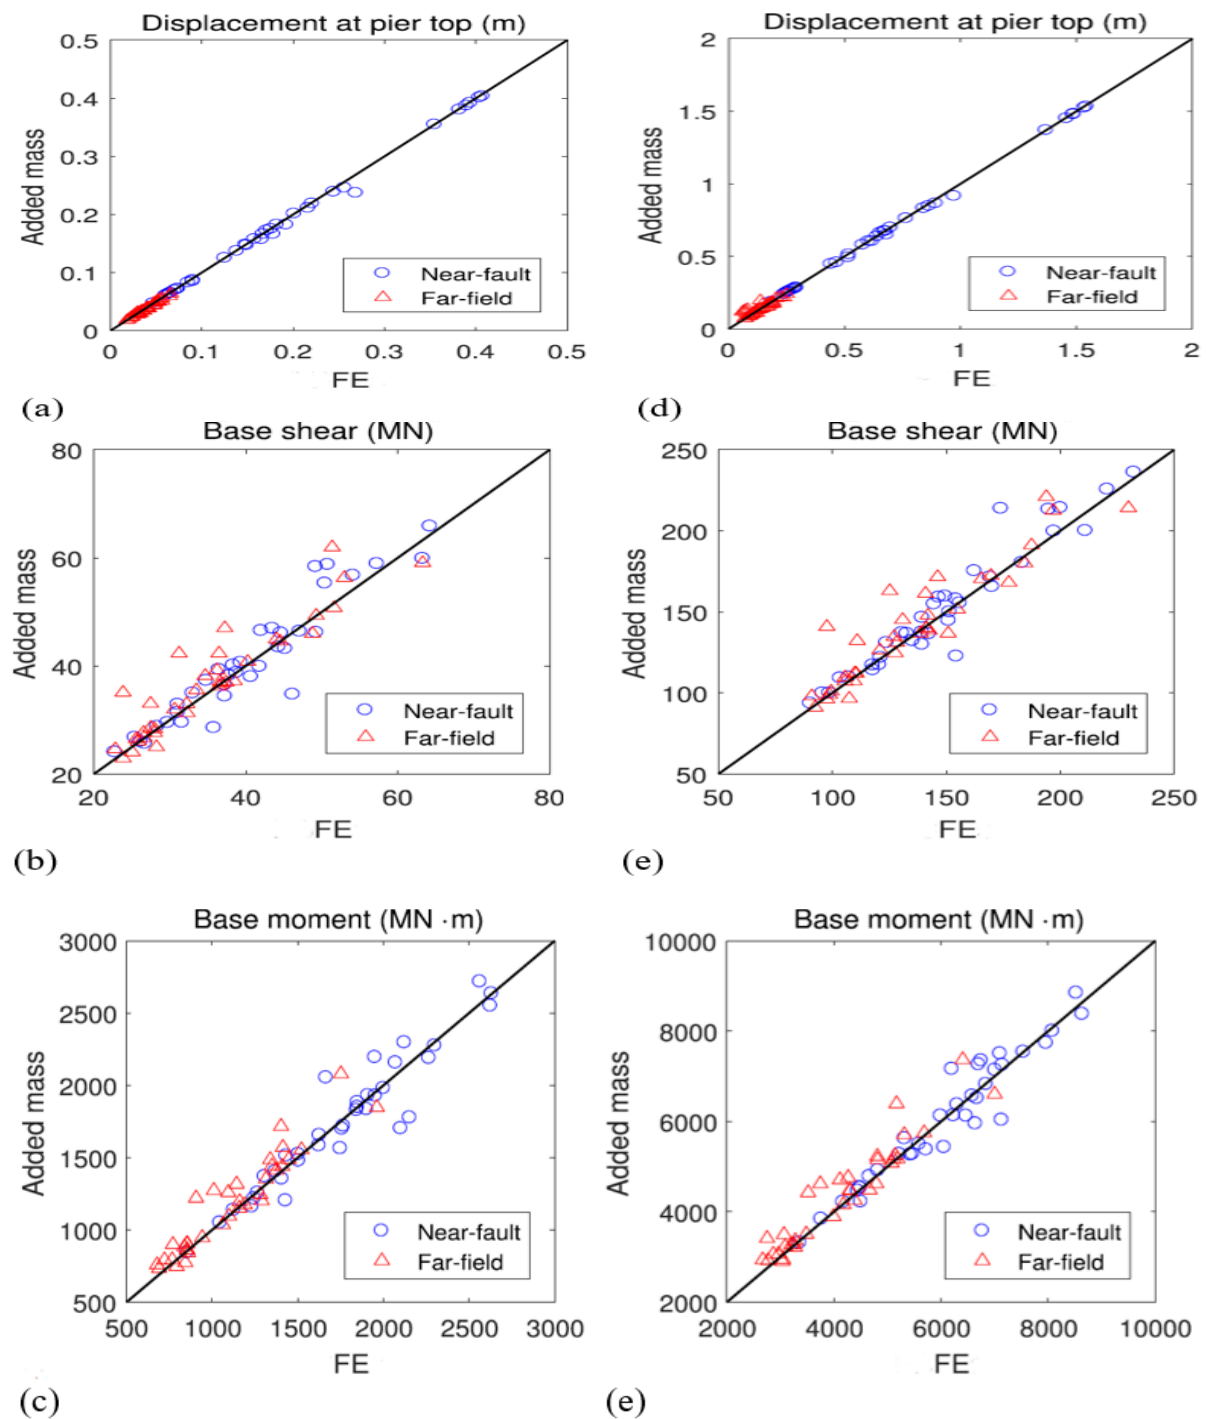 Displacement at pier top (m)
0.5
0.4
0.3
0.2
0.1
0
Added mass
Near-fault
Far-field
0 0.1 0.2 0.3 0.4 0.5
FE
(a)
Displacement at pier top (m)
2
1.5
1
0.5
0
Added mass
Near-fault
Far-field
0 0.5 1 1.5 2
FE
(d)
Base shear (MN)
80
60
40
20
Added mass
Near-fault
Far-field
20 40 60 80
FE
(b)
Base shear (MN)
250
200
150
100
50
Added mass
Near-fault
Far-field
50 100 150 200 250
FE
(e)
Base moment (MN ·m)
3000
2500
2000
1500
1000
500
Added mass
Near-fault
Far-field
500 1000 1500 2000 2500 3000
FE
(c)
Base moment (MN ·m)
10000
8000
6000
4000
2000
Added mass
Near-fault
Far-field
2000 4000 6000 8000 10000
FE
(e)